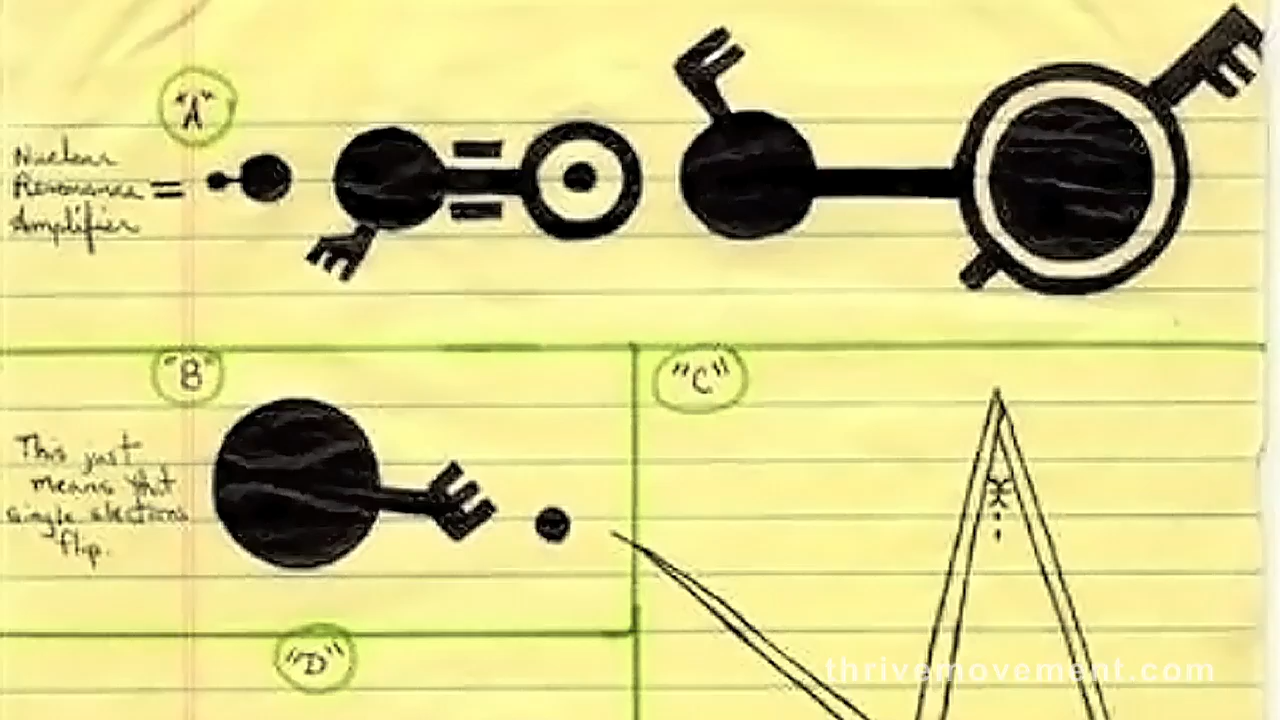 "A"
Nuclear
Resonance =
Amplifier
"B"
This just
means that
single electrons
flip.
"C"
"D"
thrivemovement.com